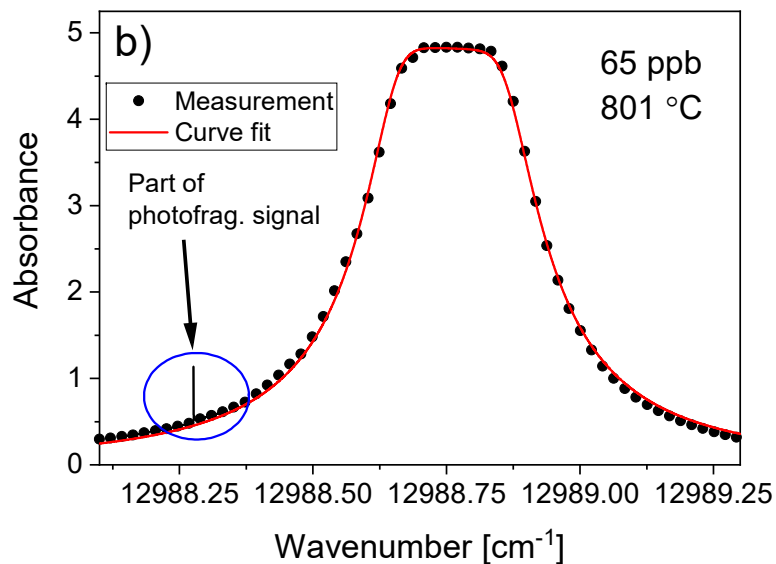 b)
65 ppb
801 °C
Measurement
Curve fit
Part of
photofrag. signal
Absorbance
5
4
3
2
1
0
12988.25 12988.50 12988.75 12989.00 12989.25
Wavenumber [cm⁻¹]